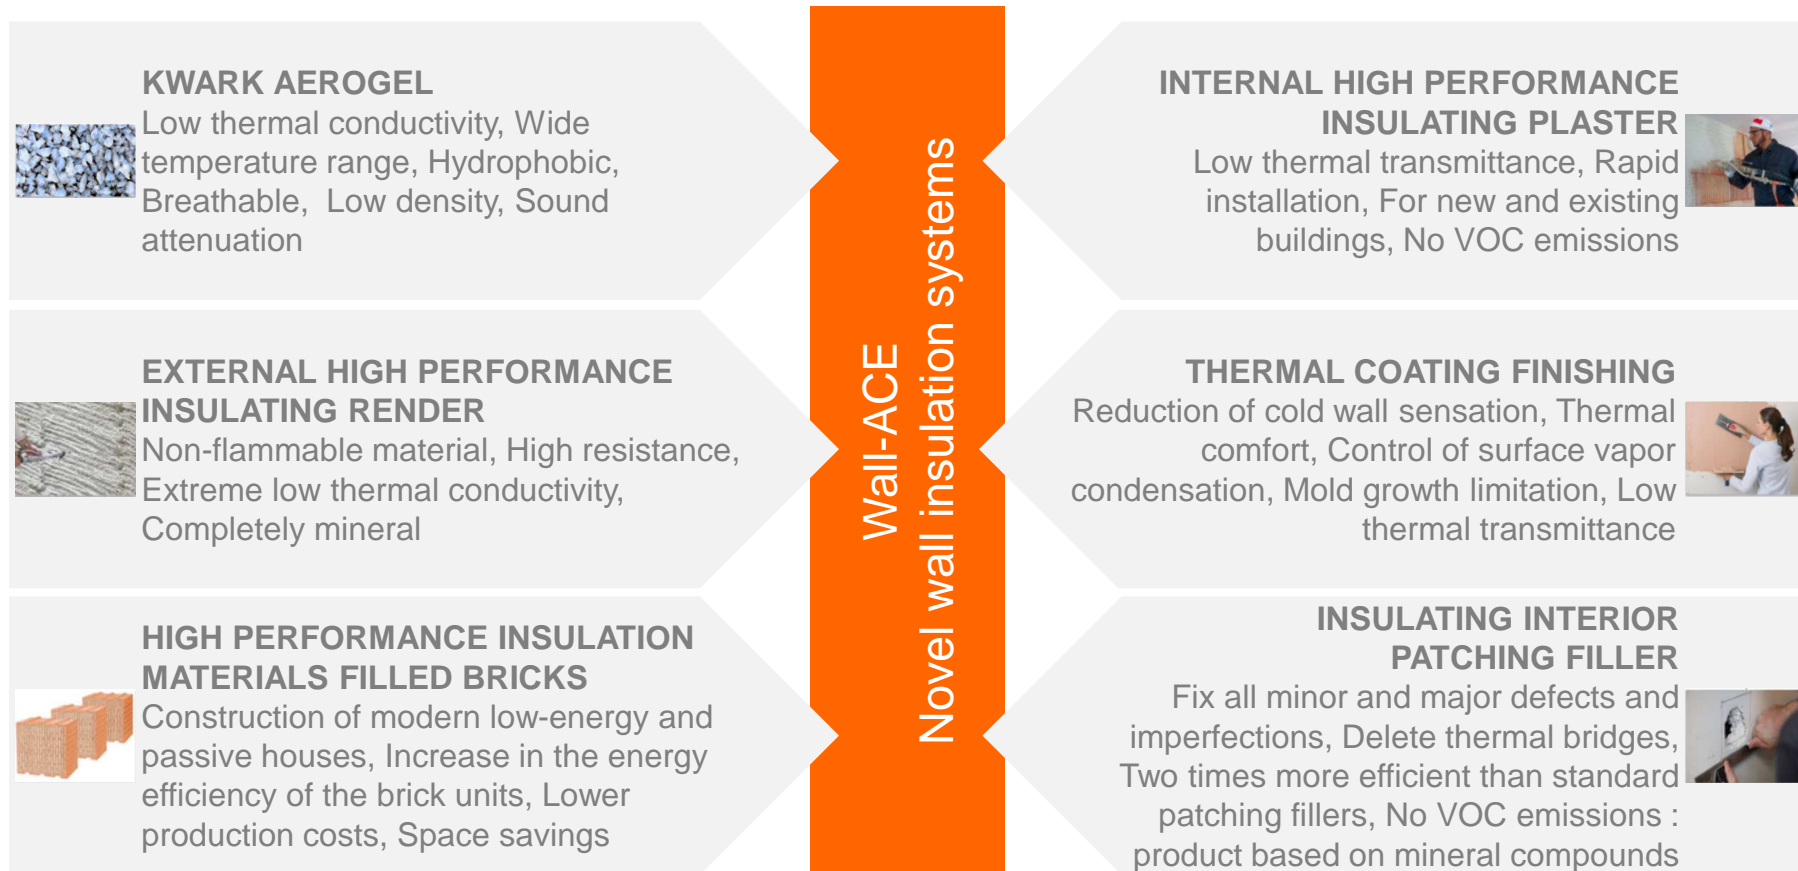 KWARK AEROGEL
Low thermal conductivity, Wide
temperature range, Hydrophobic,
Breathable,  Low density, Sound
attenuation
EXTERNAL HIGH PERFORMANCE
INSULATING RENDER
Non-flammable material, High resistance,
Extreme low thermal conductivity,
Completely mineral
HIGH PERFORMANCE INSULATION
MATERIALS FILLED BRICKS
Construction of modern low-energy and
passive houses, Increase in the energy
efficiency of the brick units, Lower
production costs, Space savings
Wall-ACE
Novel wall insulation systems
INTERNAL HIGH PERFORMANCE
INSULATING PLASTER
Low thermal transmittance, Rapid
installation, For new and existing
buildings, No VOC emissions
THERMAL COATING FINISHING
Reduction of cold wall sensation, Thermal
comfort, Control of surface vapor
condensation, Mold growth limitation, Low
thermal transmittance
INSULATING INTERIOR
PATCHING FILLER
Fix all minor and major defects and
imperfections, Delete thermal bridges,
Two times more efficient than standard
patching fillers, No VOC emissions :
product based on mineral compounds